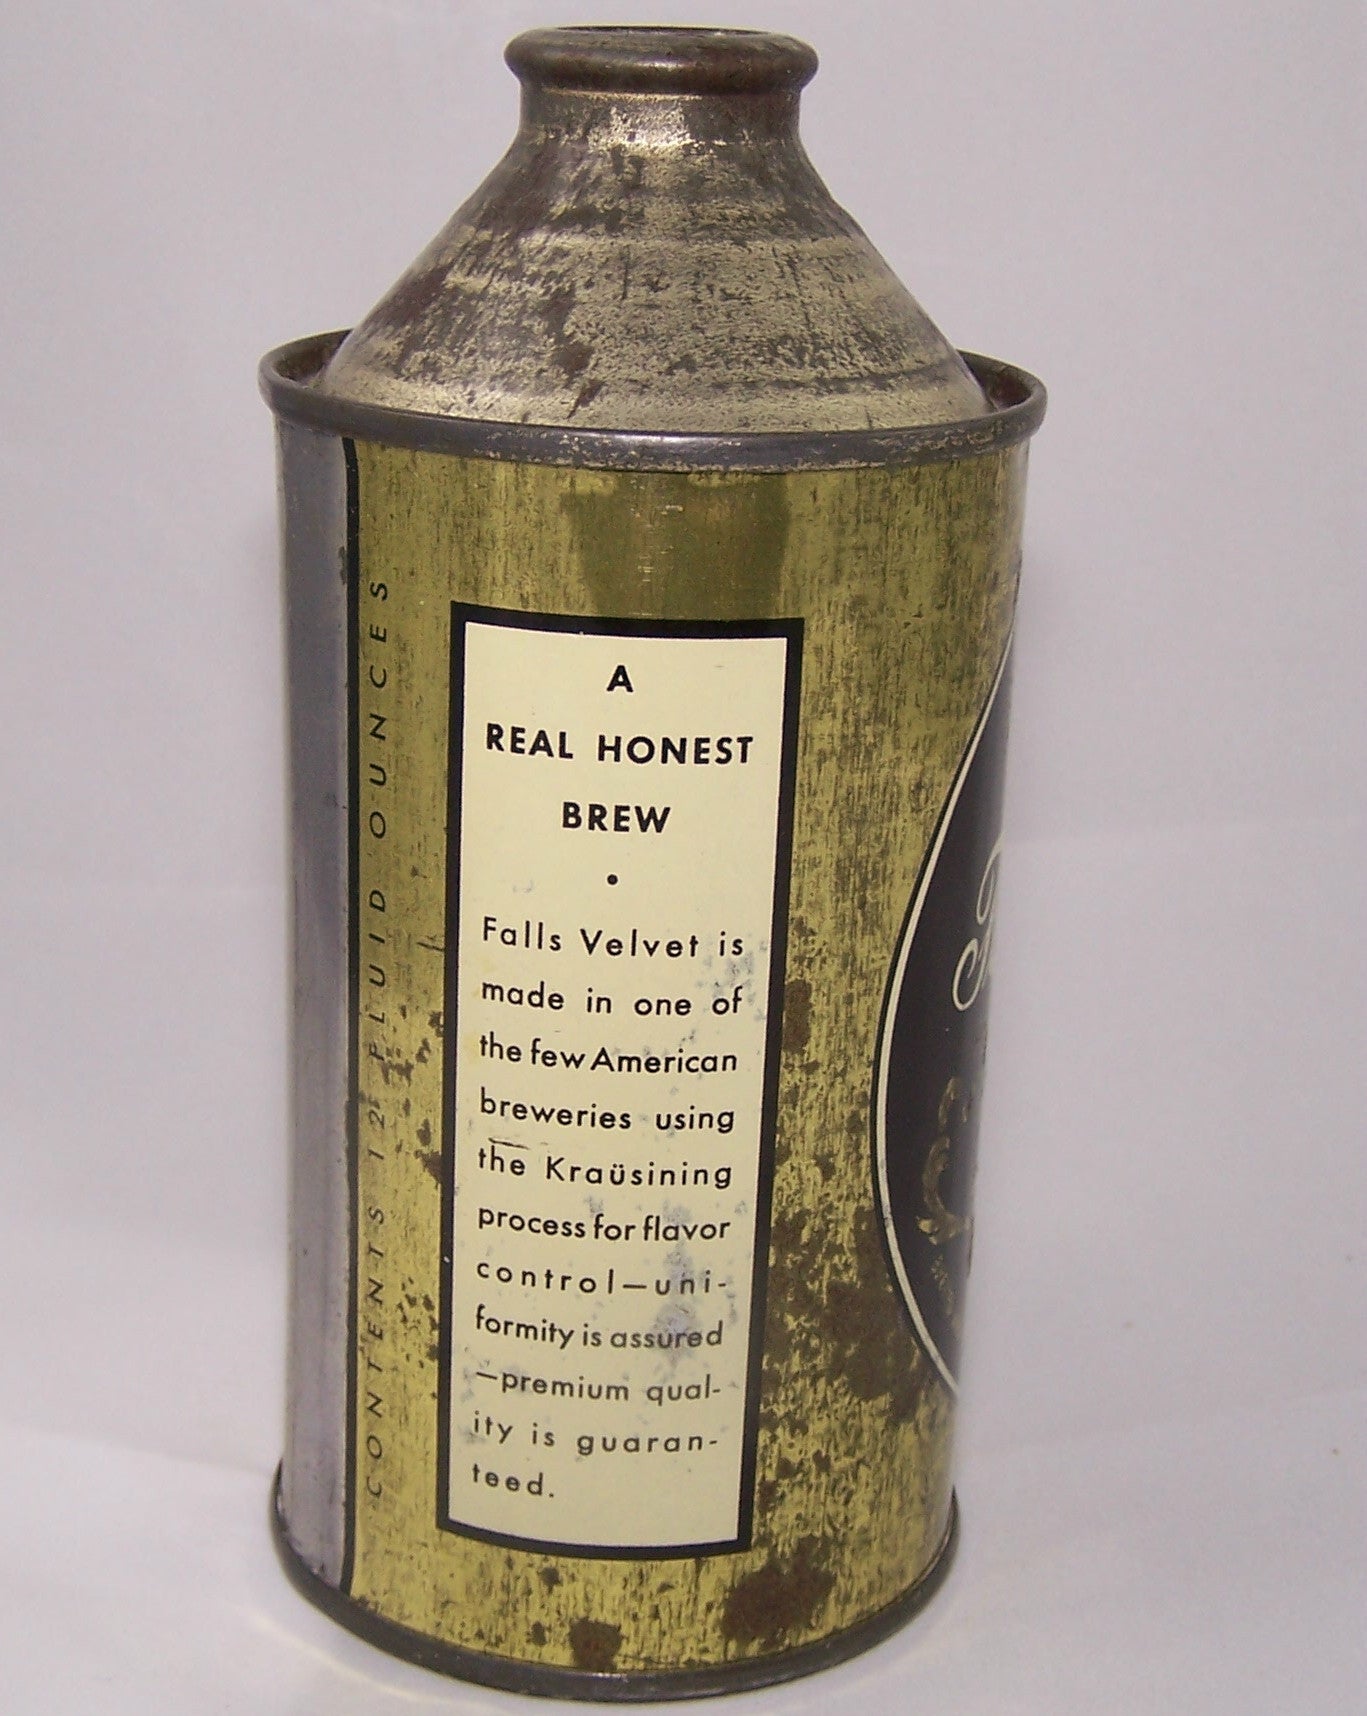 A
REAL HONEST
BREW
•
Falls Velvet is
made in one of
the few American
breweries using
the Kraüsining
process for flavor
control—uni-
formity is assured
—premium qual-
ity is guaran-
teed.
CONTENTS 12 FLUID OUNCES